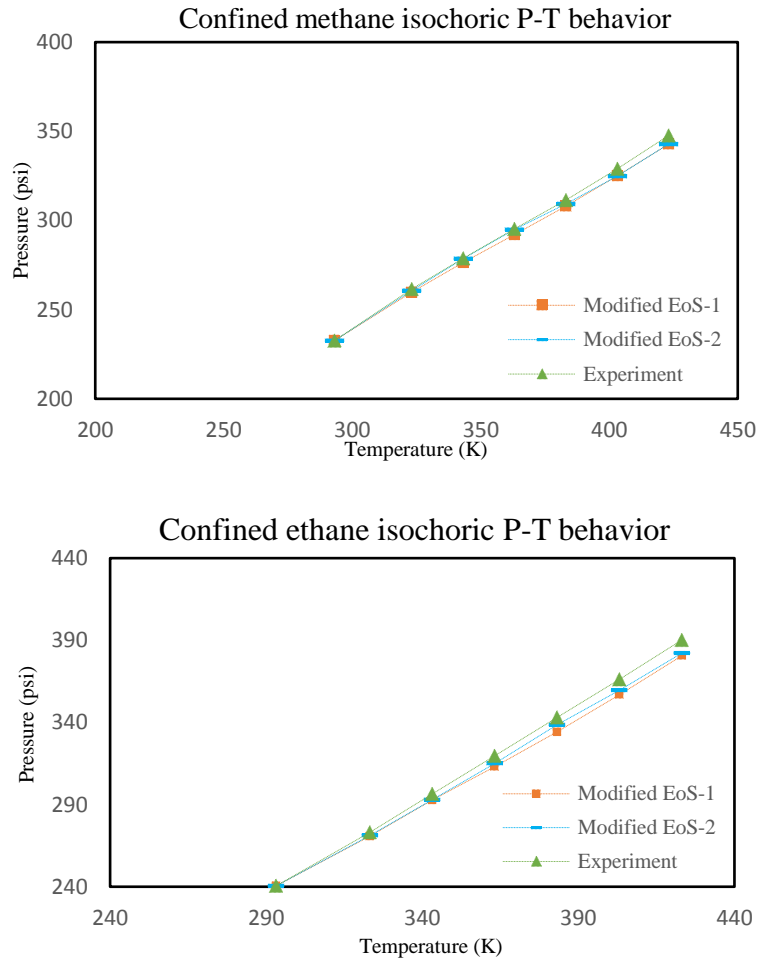 Confined methane isochoric P-T behavior
400
350
300
250
200
Pressure (psi)
Modified EoS-1
Modified EoS-2
Experiment
200 250 300 350 400 450
Temperature (K)
Confined ethane isochoric P-T behavior
440
390
340
290
240
Pressure (psi)
Modified EoS-1
Modified EoS-2
Experiment
240 290 340 390 440
Temperature (K)